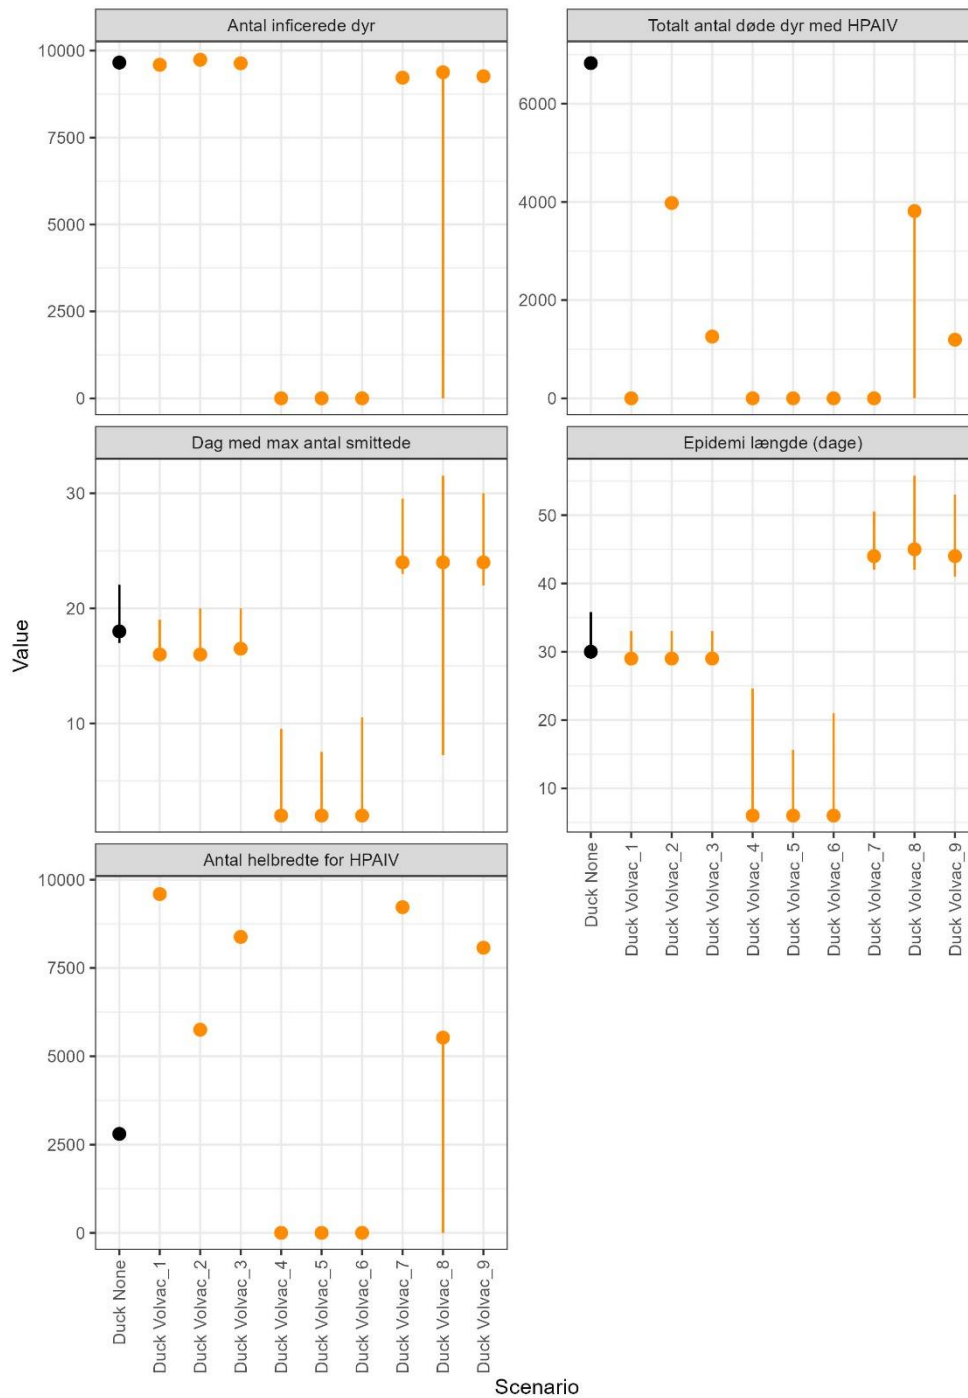 Antal inficerede dyr
10000
7500
5000
2500
0
Totalt antal døde dyr med HPAIV
6000
4000
2000
0
Dag med max antal smittede
30
20
10
Epidemi længde (dage)
50
40
30
20
10
Duck None
Duck Volvac_1
Duck Volvac_2
Duck Volvac_3
Duck Volvac_4
Duck Volvac_5
Duck Volvac_6
Duck Volvac_7
Duck Volvac_8
Duck Volvac_9
Antal helbredte for HPAIV
10000
7500
5000
2500
0
Duck None
Duck Volvac_1
Duck Volvac_2
Duck Volvac_3
Duck Volvac_4
Duck Volvac_5
Duck Volvac_6
Duck Volvac_7
Duck Volvac_8
Duck Volvac_9
Value
Scenario